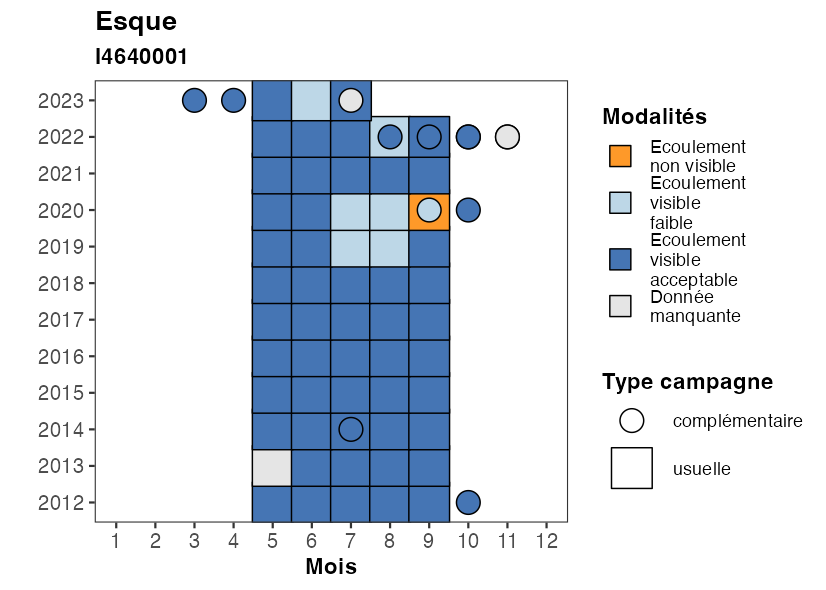 Esque
I4640001
2023
2022
2021
2020
2019
2018
2017
2016
2015
2014
2013
2012
1 2 3 4 5 6 7 8 9 10 11 12
Mois
Modalités
Ecoulement
non visible
Ecoulement
visible
faible
Ecoulement
visible
acceptable
Donnée
manquante
Type campagne
complémentaire
usuelle